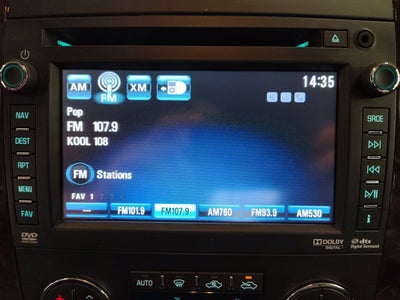 AM FM XM 14:35
Pop
FM 107.9
KOOL 108
FM Stations
FAV 1 2
--- FM101.9 FM107.9 AM760 FM93.9 AM530
NAV
DEST
RPT
MENU
FAV
SRCE
i
DVD
DOLBY
DIGITAL
dts
Digital Surround
AUTO